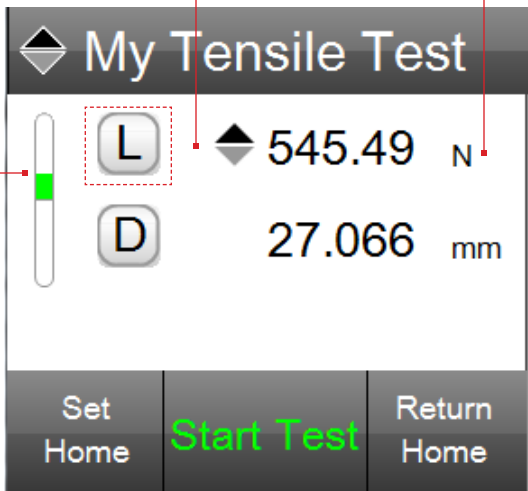 My Tensile Test
L 545.49 N
D 27.066 mm
Set Home
Start Test
Return Home